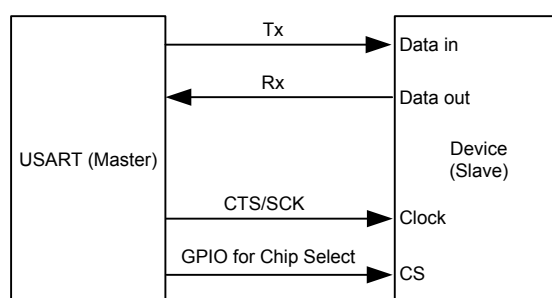 Tx
Data in
Rx
Data out
USART (Master)
Device
(Slave)
CTS/SCK
Clock
GPIO for Chip Select
CS